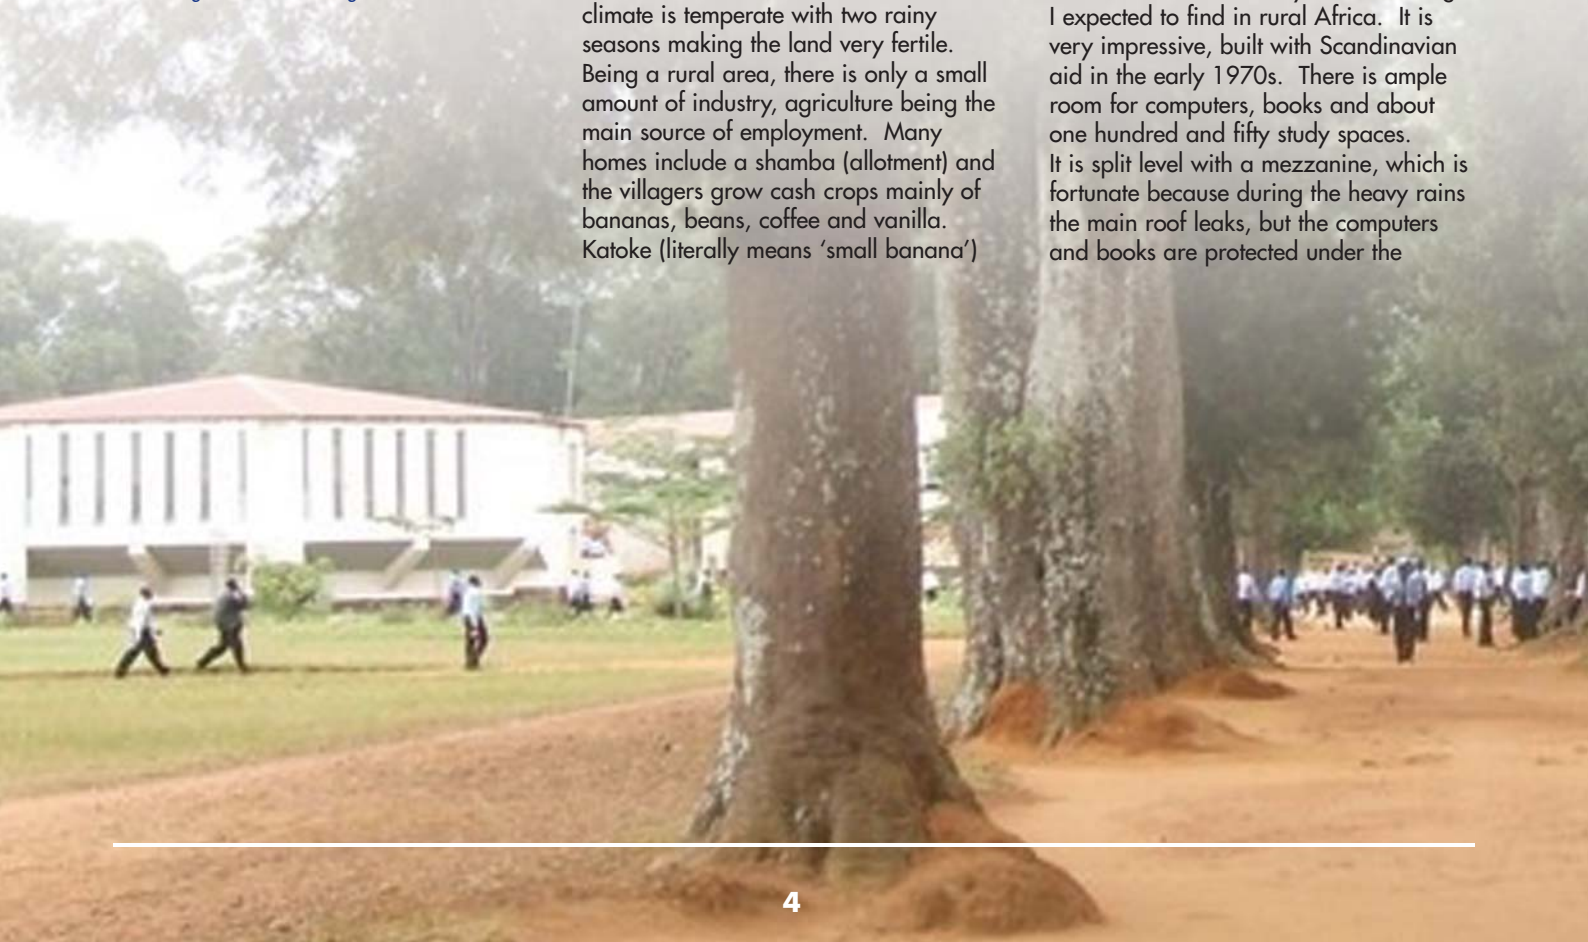 climate is temperate with two rainy
seasons making the land very fertile.
Being a rural area, there is only a small
amount of industry, agriculture being the
main source of employment. Many
homes include a shamba (allotment) and
the villagers grow cash crops mainly of
bananas, beans, coffee and vanilla.
Katoke (literally means ‘small banana’)
I expected to find in rural Africa. It is
very impressive, built with Scandinavian
aid in the early 1970s. There is ample
room for computers, books and about
one hundred and fifty study spaces.
It is split level with a mezzanine, which is
fortunate because during the heavy rains
the main roof leaks, but the computers
and books are protected under the
4